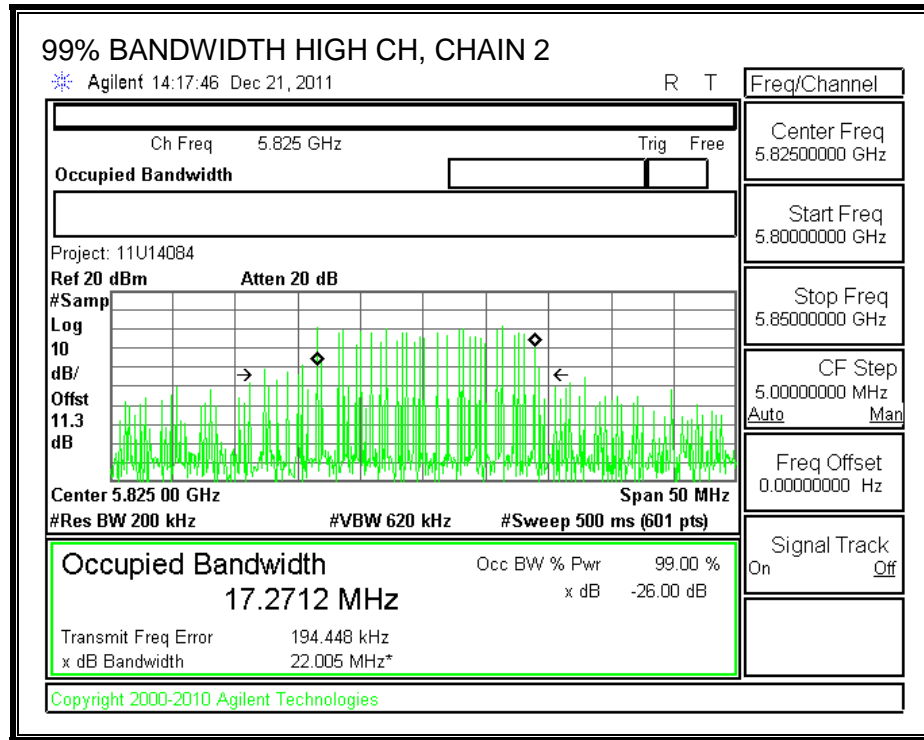 99% BANDWIDTH HIGH CH, CHAIN 2
Agilent 14:17:46 Dec 21, 2011 R T
Freq/Channel
Ch Freq 5.825 GHz Trig Free
Occupied Bandwidth
Center Freq
5.82500000 GHz
Start Freq
5.80000000 GHz
Stop Freq
5.85000000 GHz
CF Step
5.00000000 MHz
Auto Man
Freq Offset
0.00000000 Hz
Signal Track
On Off
Project: 11U14084
Ref 20 dBm Atten 20 dB
#Samp
Log
10
dB/
Offst
11.3
dB
Center 5.825 00 GHz Span 50 MHz
#Res BW 200 kHz #VBW 620 kHz #Sweep 500 ms (601 pts)
Occupied Bandwidth Occ BW % Pwr 99.00 %
17.2712 MHz x dB -26.00 dB
Transmit Freq Error 194.448 kHz
x dB Bandwidth 22.005 MHz*
Copyright 2000-2010 Agilent Technologies